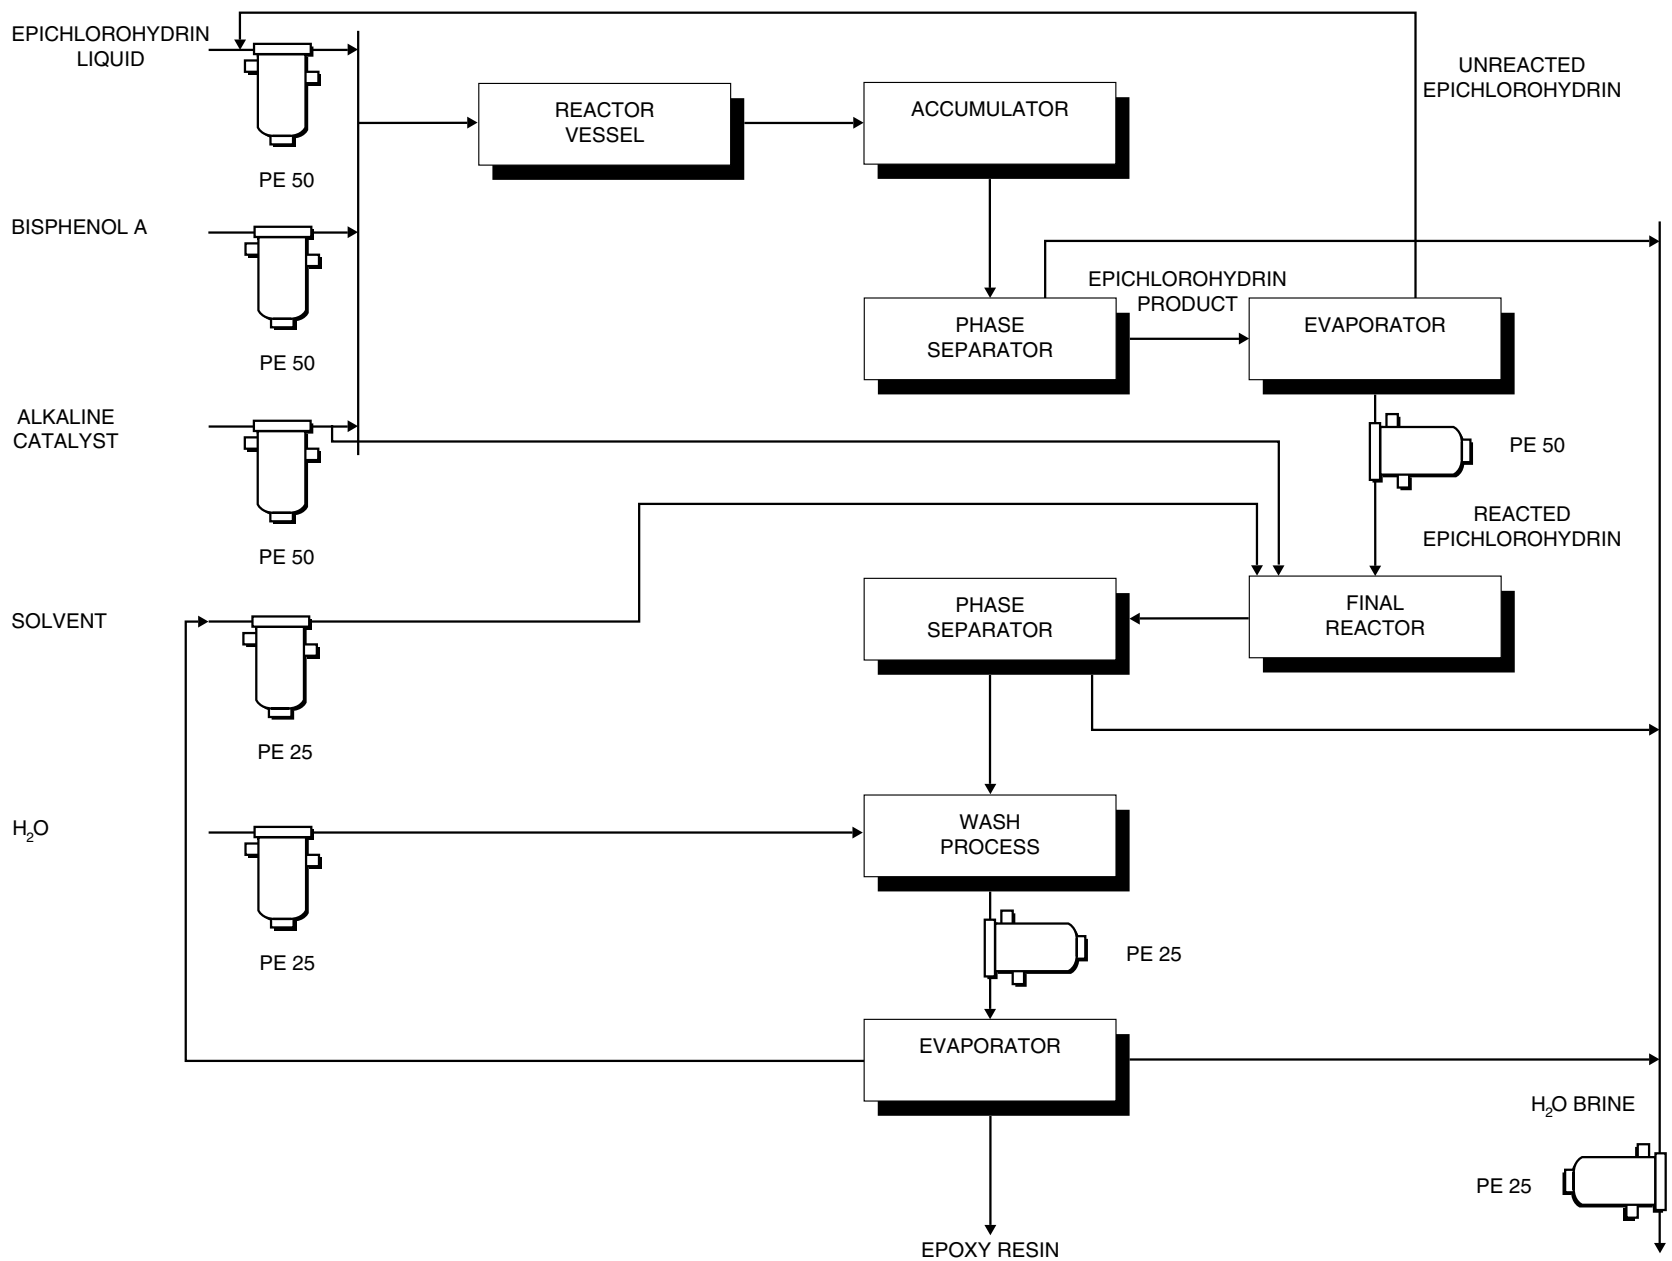 EPICHLOROHYDRIN
LIQUID
PE 50
REACTOR
VESSEL
ACCUMULATOR
UNREACTED
EPICHLOROHYDRIN
BISPHENOL A
PE 50
PHASE
SEPARATOR
EPICHLOROHYDRIN
PRODUCT
EVAPORATOR
ALKALINE
CATALYST
PE 50
PE 50
REACTED
EPICHLOROHYDRIN
SOLVENT
PE 25
PHASE
SEPARATOR
FINAL
REACTOR
H₂O
PE 25
WASH
PROCESS
PE 25
EVAPORATOR
H₂O BRINE
PE 25
EPOXY RESIN